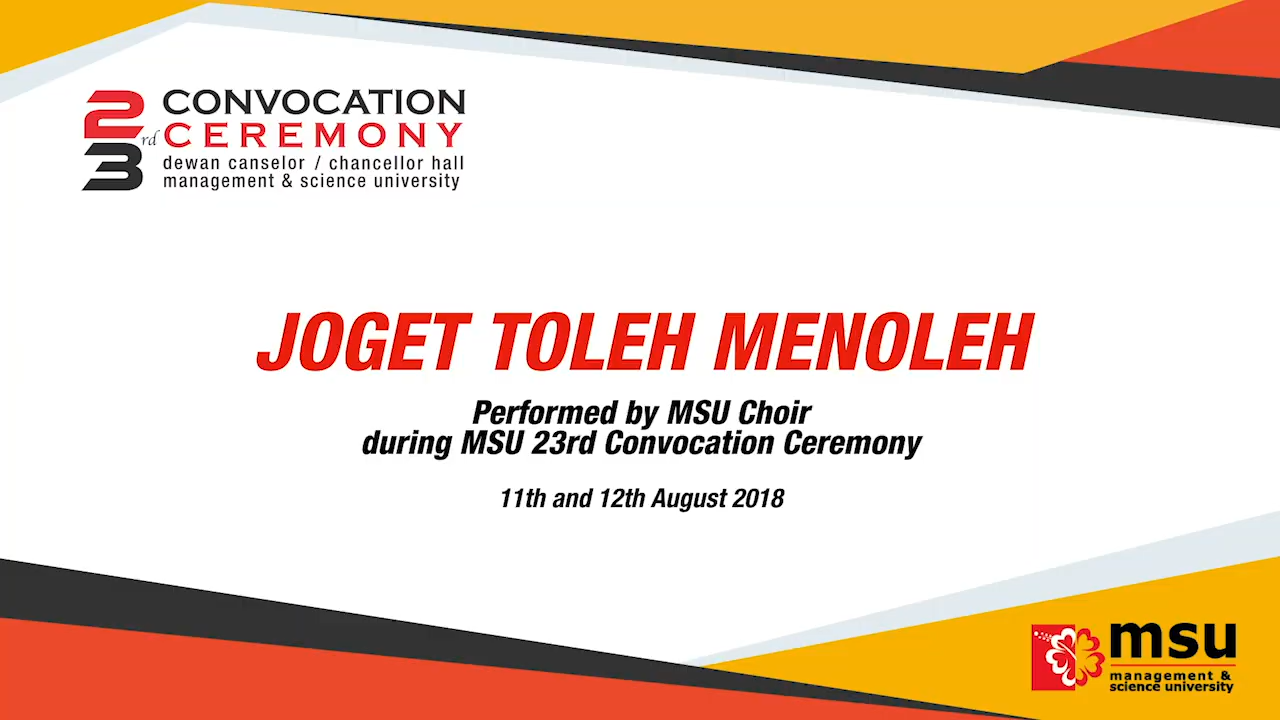 23rd
CONVOCATION
CEREMONY
dewan canselor / chancellor hall
management & science university
JOGET TOLEH MENOLEH
Performed by MSU Choir
during MSU 23rd Convocation Ceremony
11th and 12th August 2018
msu
management &
science university